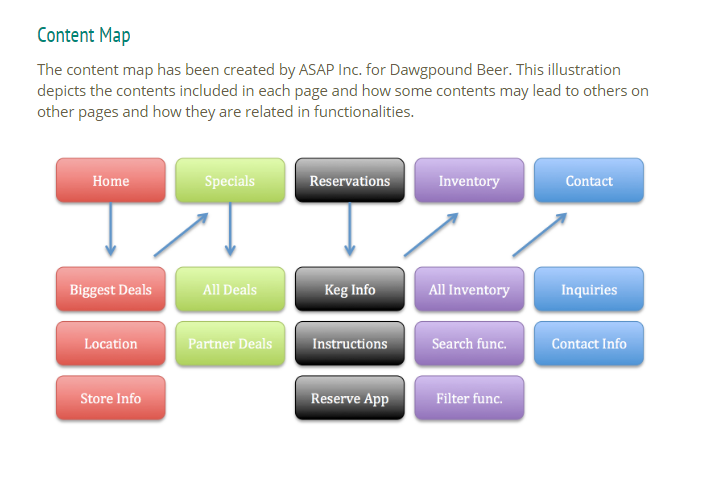 Content Map
The content map has been created by ASAP Inc. for Dawgpound Beer. This illustration
depicts the contents included in each page and how some contents may lead to others on
other pages and how they are related in functionalities.
Home
Specials
Reservations
Inventory
Contact
Biggest Deals
All Deals
Keg Info
All Inventory
Inquiries
Location
Partner Deals
Instructions
Search func.
Contact Info
Store Info
Reserve App
Filter func.